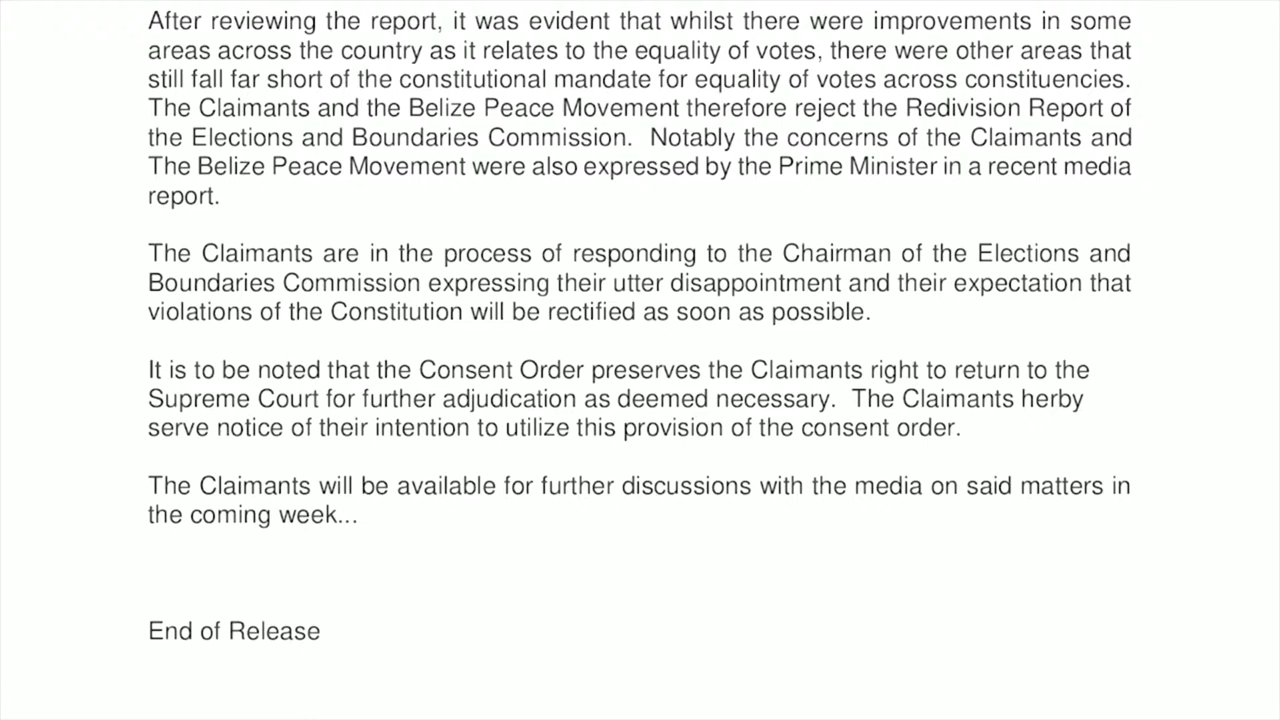 After reviewing the report, it was evident that whilst there were improvements in some
areas across the country as it relates to the equality of votes, there were other areas that
still fall far short of the constitutional mandate for equality of votes across constituencies.
The Claimants and the Belize Peace Movement therefore reject the Redivision Report of
the Elections and Boundaries Commission.  Notably the concerns of the Claimants and
The Belize Peace Movement were also expressed by the Prime Minister in a recent media
report.
The Claimants are in the process of responding to the Chairman of the Elections and
Boundaries Commission expressing their utter disappointment and their expectation that
violations of the Constitution will be rectified as soon as possible.
It is to be noted that the Consent Order preserves the Claimants right to return to the
Supreme Court for further adjudication as deemed necessary.  The Claimants herby
serve notice of their intention to utilize this provision of the consent order.
The Claimants will be available for further discussions with the media on said matters in
the coming week...
End of Release